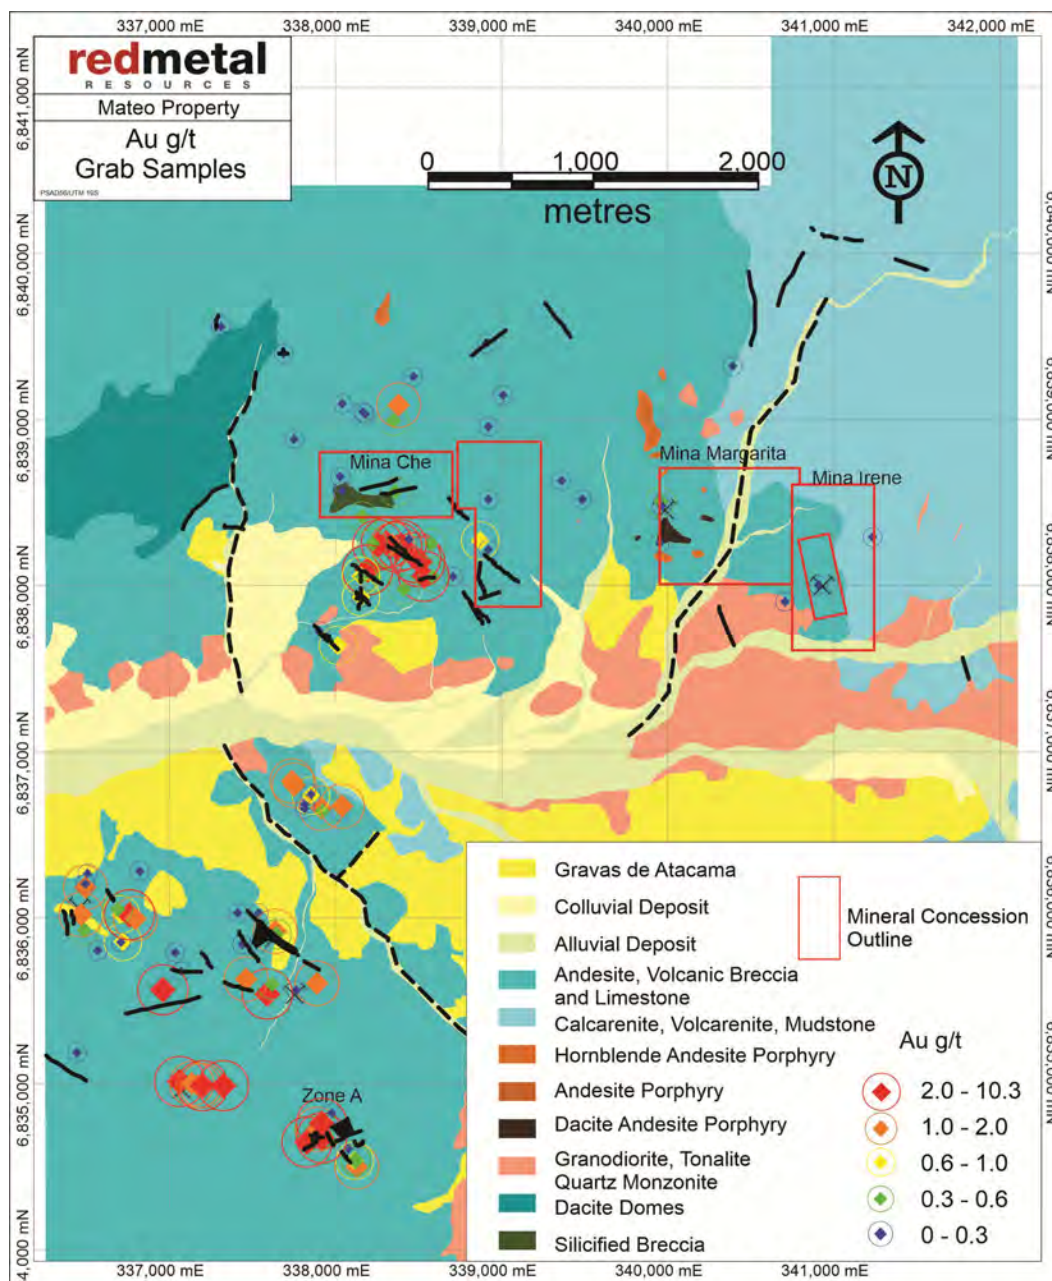 337,000 mE
338,000 mE
339,000 mE
340,000 mE
341,000 mE
342,000 mE
redmetal
RESOURCES
Mateo Property
Au g/t
Grab Samples
PSAD56/UTM 19S
0
1,000
2,000
metres
N
6,841,000 mN
6,840,000 mN
6,839,000 mN
6,838,000 mN
6,837,000 mN
6,836,000 mN
6,835,000 mN
4,000 mN
Mina Che
Mina Margarita
Mina Irene
Zone A
Gravas de Atacama
Colluvial Deposit
Alluvial Deposit
Andesite, Volcanic Breccia
and Limestone
Calcarenite, Volcarenite, Mudstone
Hornblende Andesite Porphyry
Andesite Porphyry
Dacite Andesite Porphyry
Granodiorite, Tonalite
Quartz Monzonite
Dacite Domes
Silicified Breccia
Mineral Concession
Outline
Au g/t
2.0 - 10.3
1.0 - 2.0
0.6 - 1.0
0.3 - 0.6
0 - 0.3
337,000 mE
338,000 mE
339,000 mE
340,000 mE
341,000 mE